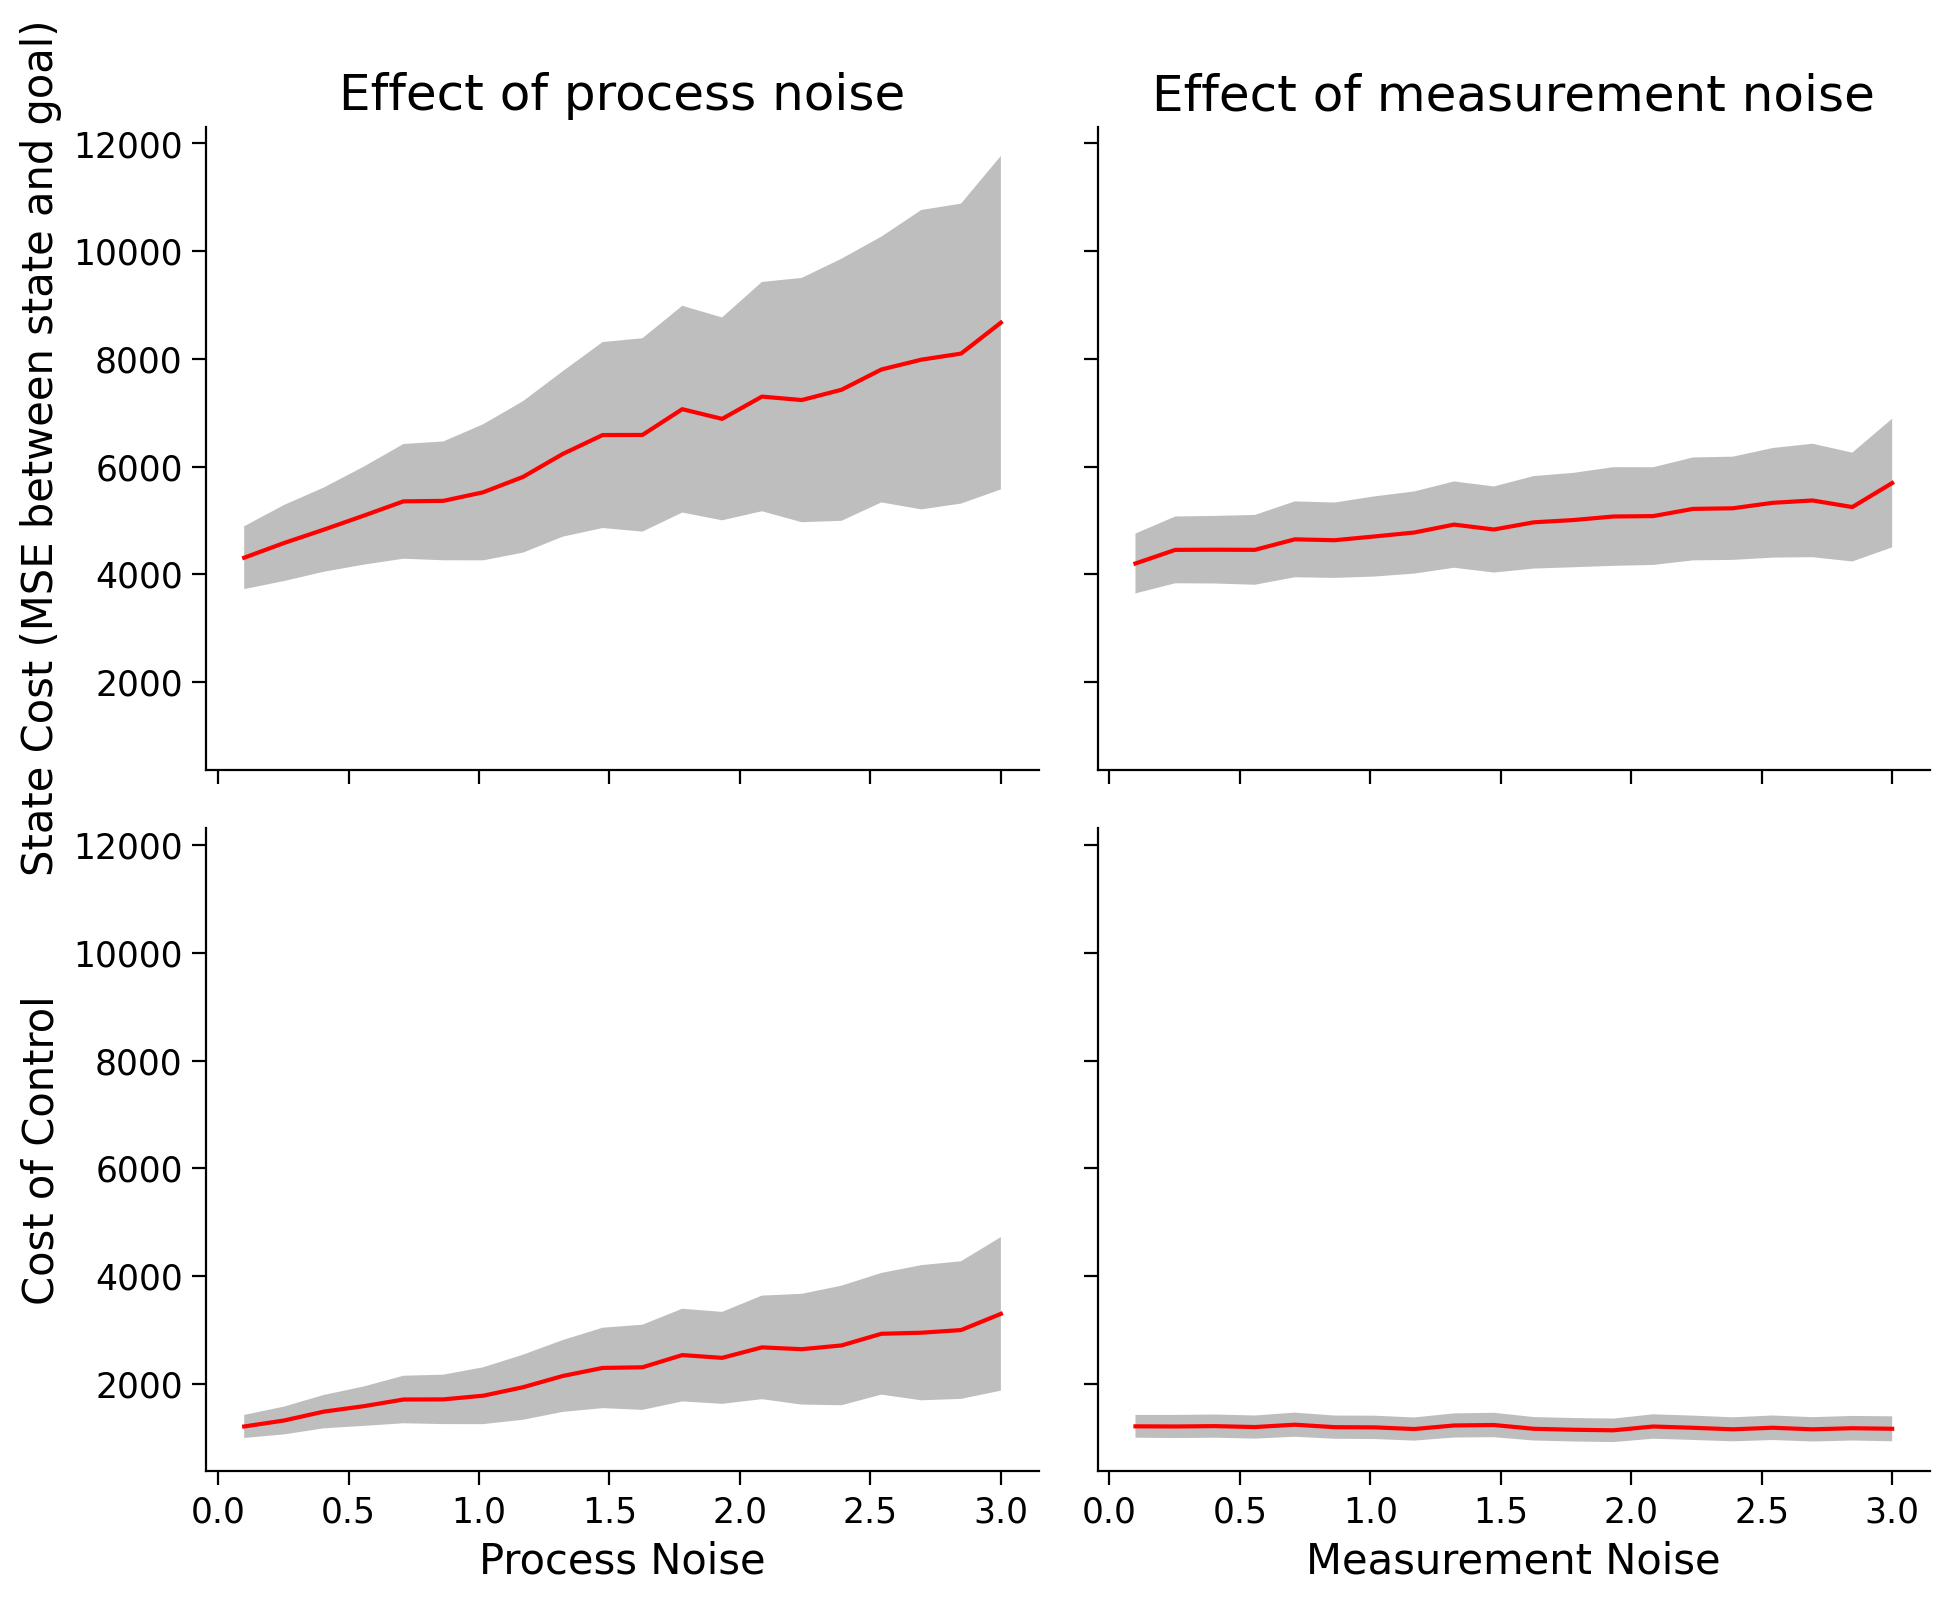 Effect of process noise
Effect of measurement noise
State Cost (MSE between state and goal)
12000
10000
8000
6000
4000
2000
Cost of Control
12000
10000
8000
6000
4000
2000
0.0 0.5 1.0 1.5 2.0 2.5 3.0
0.0 0.5 1.0 1.5 2.0 2.5 3.0
Process Noise
Measurement Noise